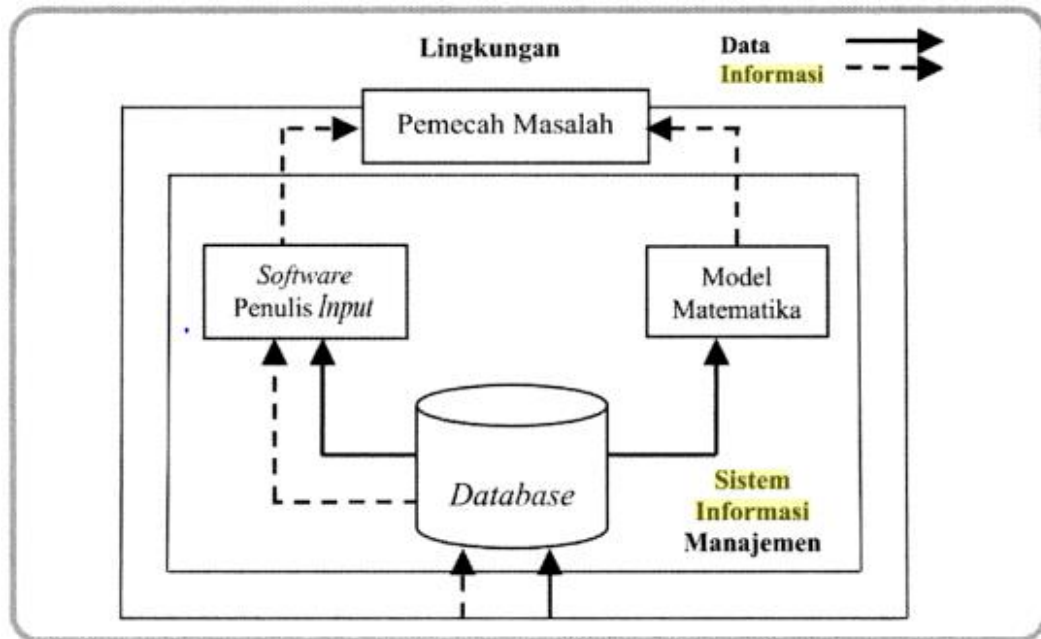 Lingkungan
Data
Informasi
Pemecah Masalah
Software
Penulis Input
Model
Matematika
Database
Sistem
Informasi
Manajemen